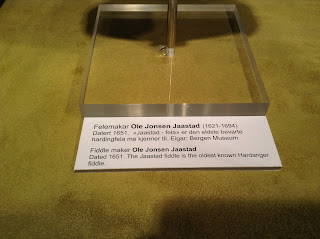 Felemakar Ole Jonsen Jaastad (1621-1694)
Datert 1651. «Jaastad - fela» er den eldste bevarte
hardingfela me kjenner til. Eigar: Bergen Museum
Fiddle maker Ole Jonsen Jaastad
Dated 1651. The Jaastad fiddle is the oldest known Hardanger
fiddle.